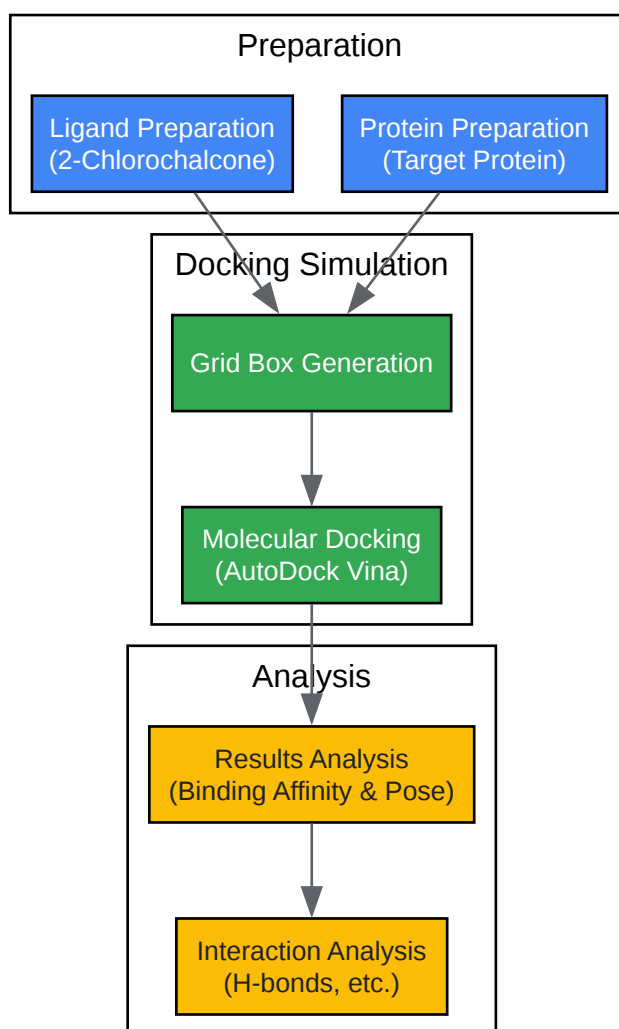 Preparation
Ligand Preparation
(2-Chlorochalcone)
Protein Preparation
(Target Protein)
Docking Simulation
Grid Box Generation
Molecular Docking
(AutoDock Vina)
Analysis
Results Analysis
(Binding Affinity & Pose)
Interaction Analysis
(H-bonds, etc.)